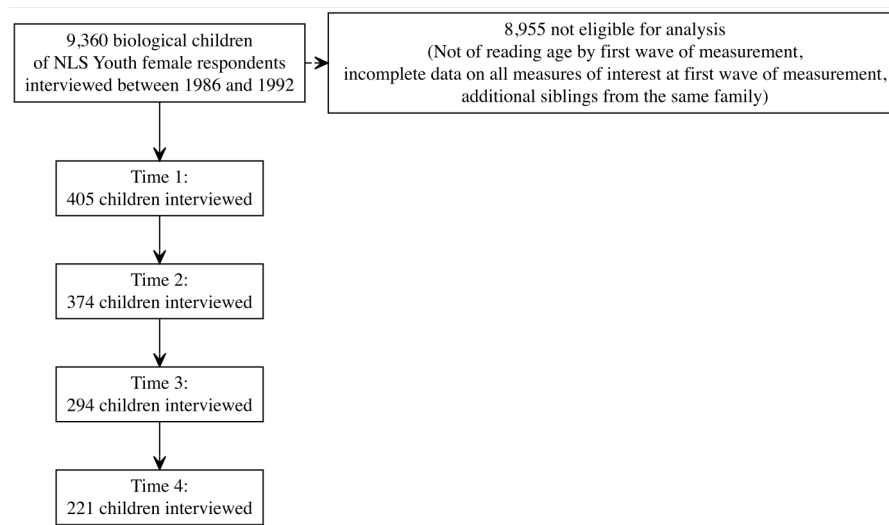 9,360 biological children
of NLS Youth female respondents
interviewed between 1986 and 1992
8,955 not eligible for analysis
(Not of reading age by first wave of measurement,
incomplete data on all measures of interest at first wave of measurement,
additional siblings from the same family)
Time 1:
405 children interviewed
Time 2:
374 children interviewed
Time 3:
294 children interviewed
Time 4:
221 children interviewed